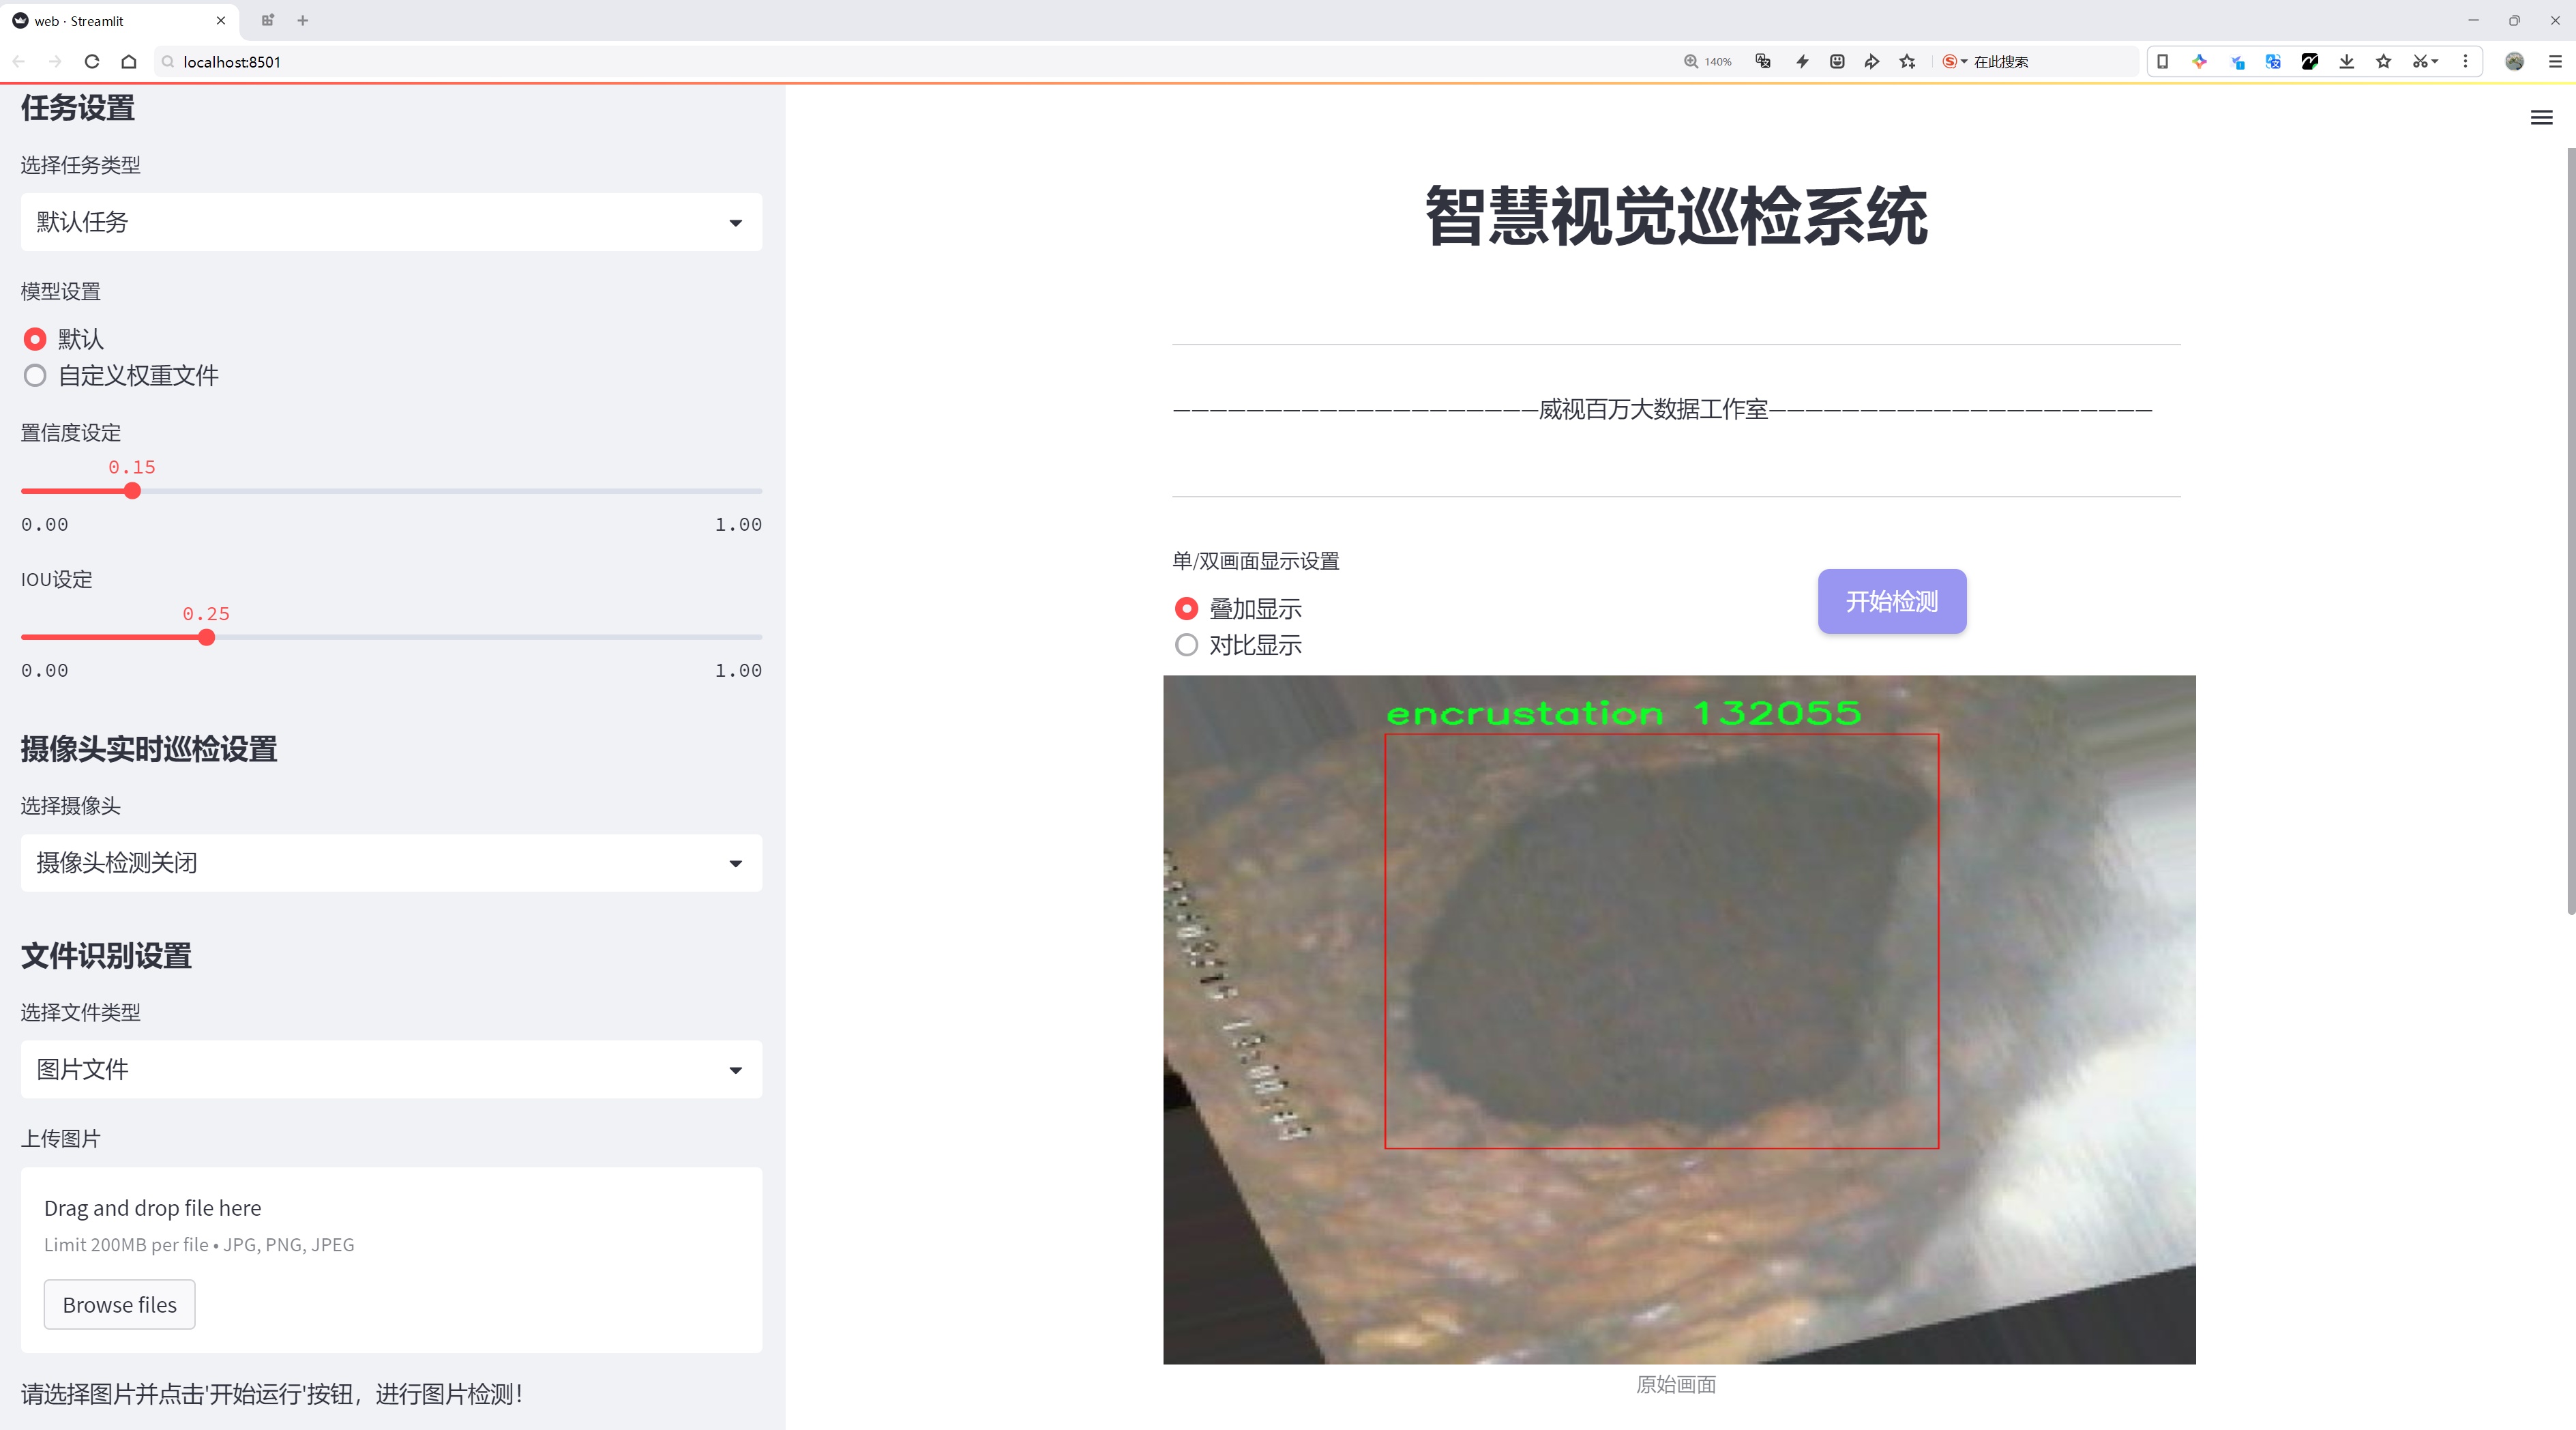 web · Streamlit
localhost:8501
140%
在此搜索
任务设置
选择任务类型
默认任务
模型设置
默认
自定义权重文件
置信度设定
0.15
0.00
1.00
IOU设定
0.25
0.00
1.00
摄像头实时巡检设置
选择摄像头
摄像头检测关闭
文件识别设置
选择文件类型
图片文件
上传图片
Drag and drop file here
Limit 200MB per file • JPG, PNG, JPEG
Browse files
请选择图片并点击'开始运行'按钮，进行图片检测！
智慧视觉巡检系统
————————————————————威视百万大数据工作室—————————————————————
单/双画面显示设置
叠加显示
对比显示
开始检测
encrustation 132055
原始画面